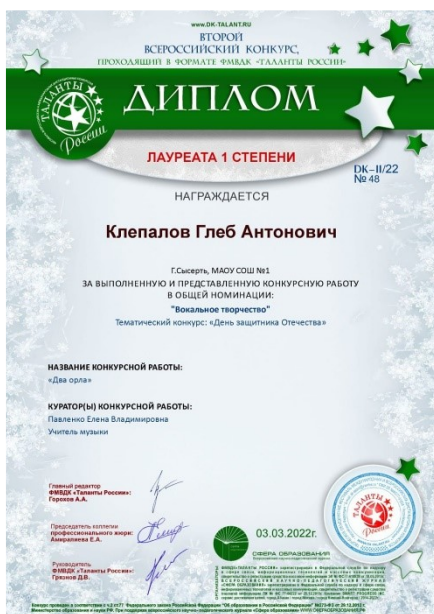 www.DK-TALANT.RU
ВТОРОЙ
ВСЕРОССИЙСКИЙ КОНКУРС,
ПРОХОДЯЩИЙ В ФОРМАТЕ ФМВДК «ТАЛАНТЫ РОССИИ»
ТАЛАНТЫ
России
ДИПЛОМ
ЛАУРЕАТА 1 СТЕПЕНИ
DK-II/22
№ 48
НАГРАЖДАЕТСЯ
Клепалов Глеб Антонович
Г.Сысерть, МАОУ СОШ №1
ЗА ВЫПОЛНЕННУЮ И ПРЕДСТАВЛЕННУЮ КОНКУРСНУЮ РАБОТУ
В ОБЩЕЙ НОМИНАЦИИ:
"Вокальное творчество"
Тематический конкурс: «День защитника Отечества»
НАЗВАНИЕ КОНКУРСНОЙ РАБОТЫ:
«Два орла»
КУРАТОР(Ы) КОНКУРСНОЙ РАБОТЫ:
Павленко Елена Владимировна
Учитель музыки
Главный редактор
ФМВДК «Таланты России»:
Горохов А.А.
Председатель коллегии
профессионального жюри:
Амиралиева Е.А.
Руководитель
ФМВДК «Таланты России»:
Грязнов Д.В.
03.03.2022г.
СФЕРА ОБРАЗОВАНИЯ
ТАЛАНТЫ
России